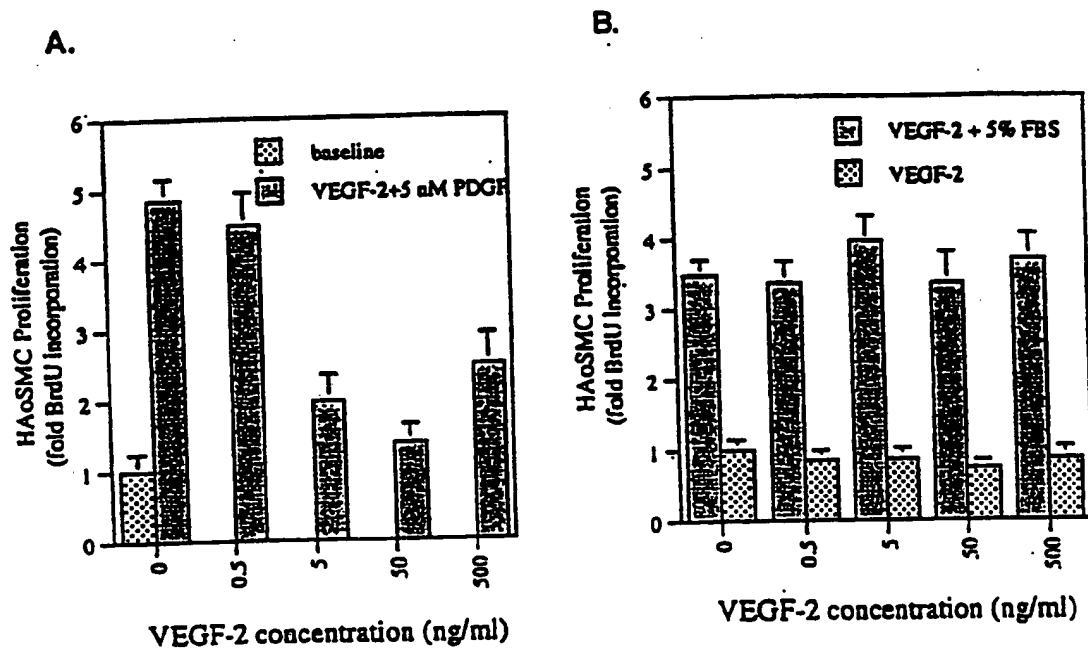 A.
6
5
4
3
2
1
0
HAoSMC Proliferation
(fold BrdU Incorporation)
baseline
VEGF-2+5 nM PDGF
0
0.5
5
50
500
VEGF-2 concentration (ng/ml)
B.
6
5
4
3
2
1
0
HAoSMC Proliferation
(fold BrdU Incorporation)
VEGF-2 + 5% FBS
VEGF-2
0
0.5
5
50
500
VEGF-2 concentration (ng/ml)